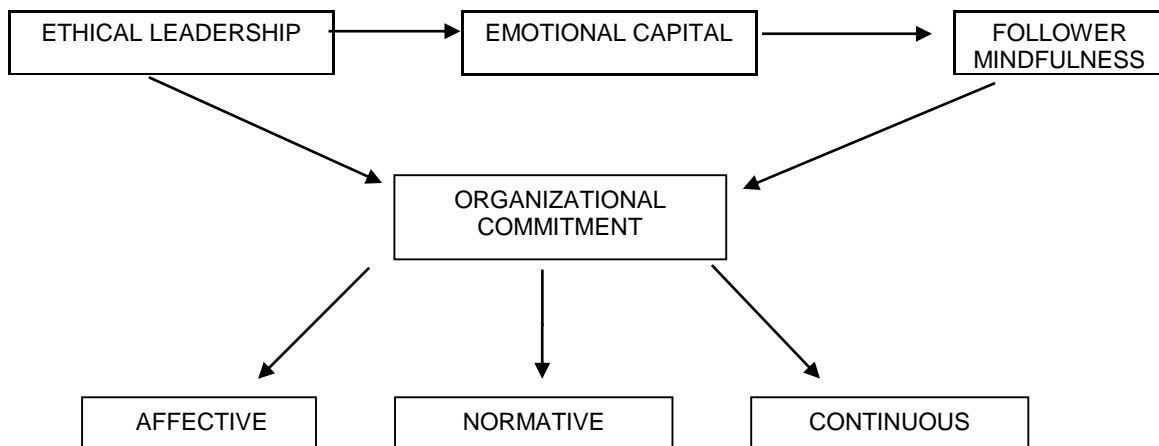 ETHICAL LEADERSHIP
EMOTIONAL CAPITAL
FOLLOWER
MINDFULNESS
ORGANIZATIONAL
COMMITMENT
AFFECTIVE
NORMATIVE
CONTINUOUS